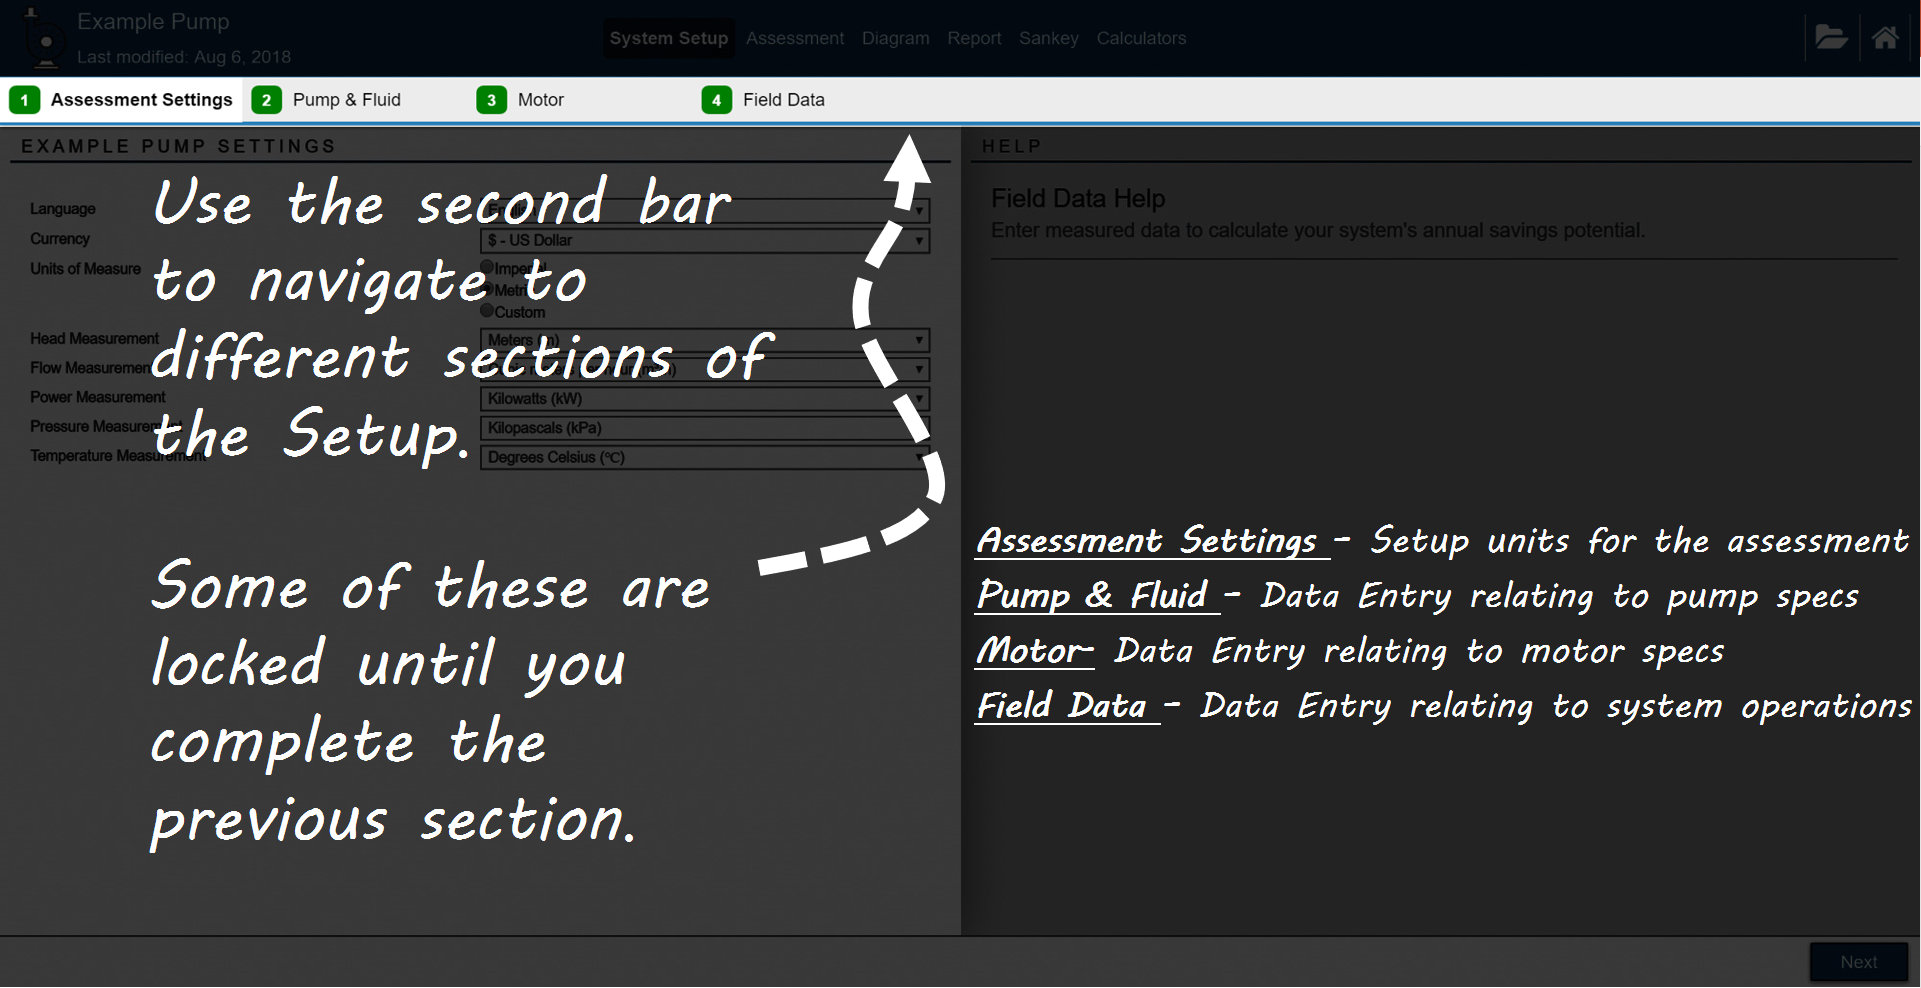 Example Pump
Last modified: Aug 6, 2018
System Setup Assessment Diagram Report Sankey Calculators
1 Assessment Settings 2 Pump & Fluid 3 Motor 4 Field Data
EXAMPLE PUMP SETTINGS
Language
Currency $ - US Dollar
Units of Measure
Custom
Head Measurement Meters (m)
Flow Measurement
Power Measurement Kilowatts (kW)
Pressure Measurement Kilopascals (kPa)
Temperature Measurement Degrees Celsius (°C)
Use the second bar
to navigate to
different sections of
the Setup.
Some of these are
locked until you
complete the
previous section.
HELP
Field Data Help
Enter measured data to calculate your system's annual savings potential.
Assessment Settings - Setup units for the assessment
Pump & Fluid - Data Entry relating to pump specs
Motor- Data Entry relating to motor specs
Field Data - Data Entry relating to system operations
Next